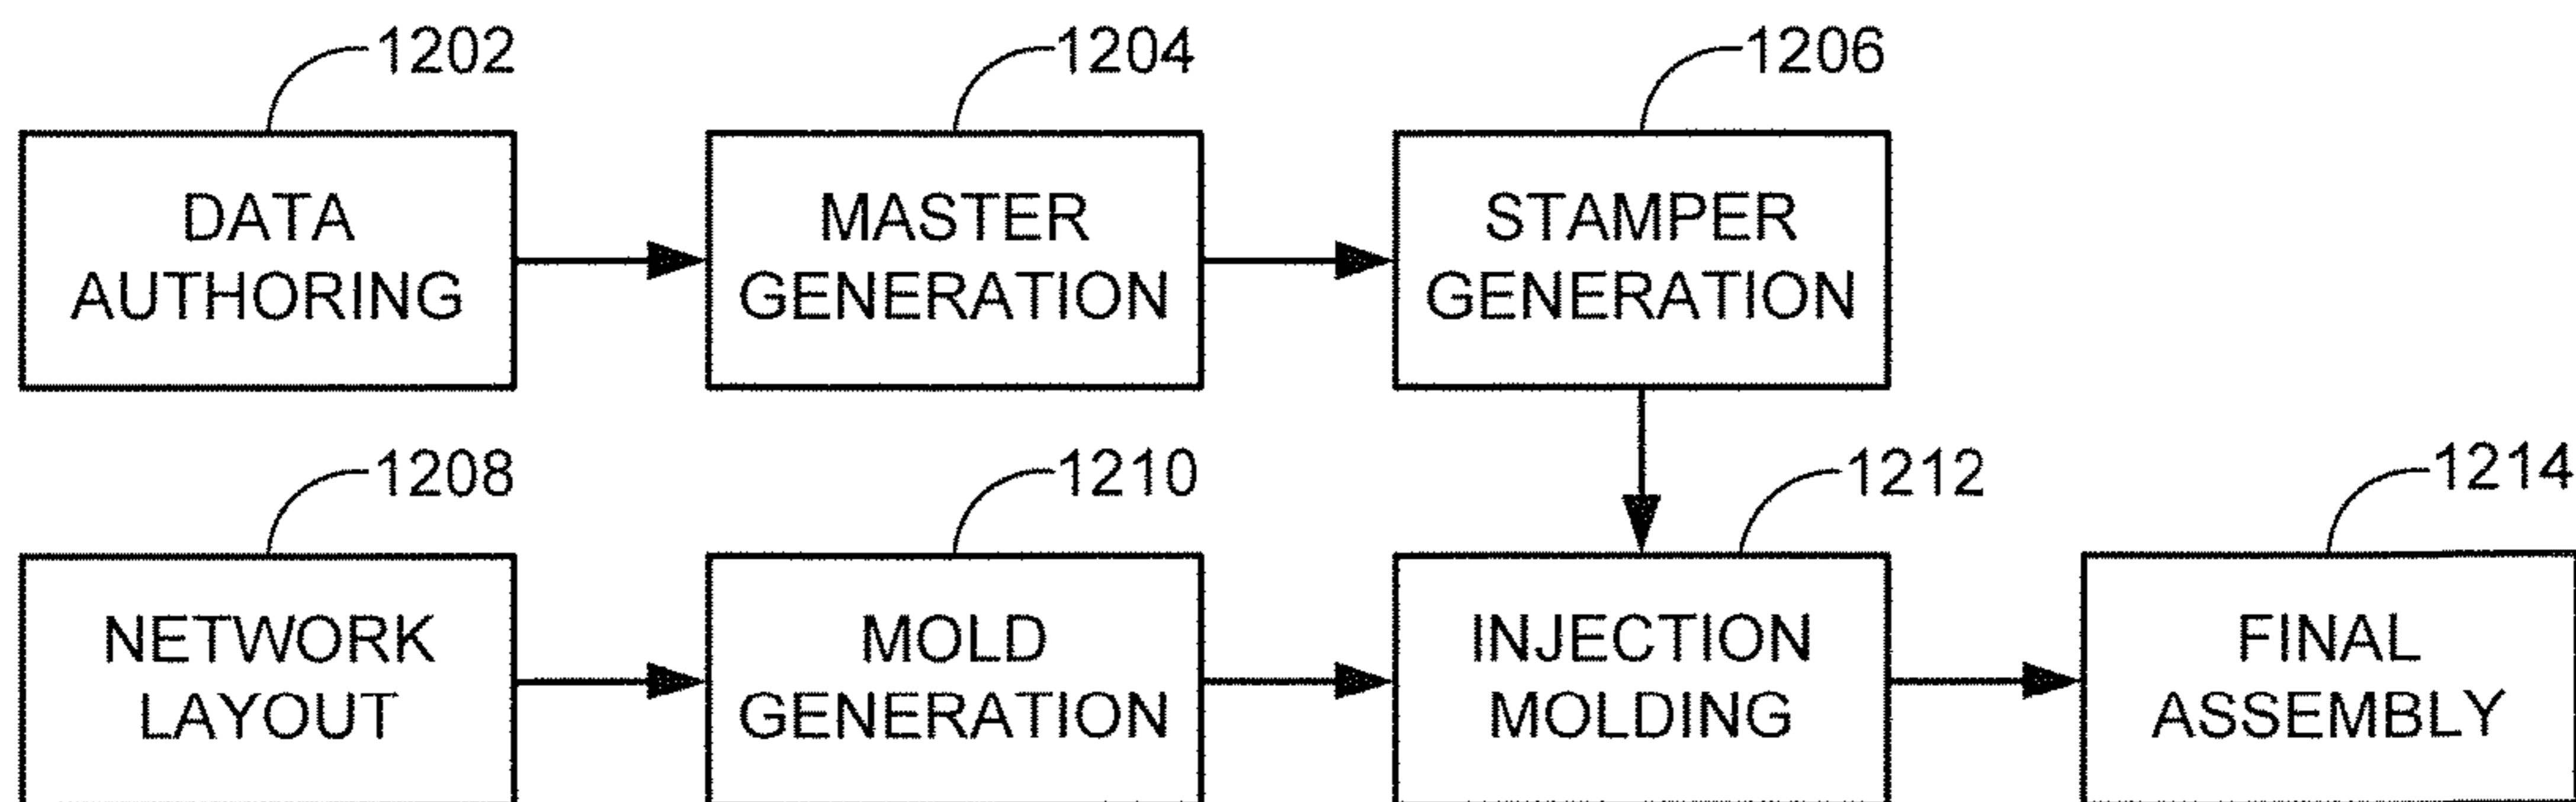 1202
1204
1206
DATA
AUTHORING
MASTER
GENERATION
STAMPER
GENERATION
1208
1210
1212
1214
NETWORK
LAYOUT
MOLD
GENERATION
INJECTION
MOLDING
FINAL
ASSEMBLY